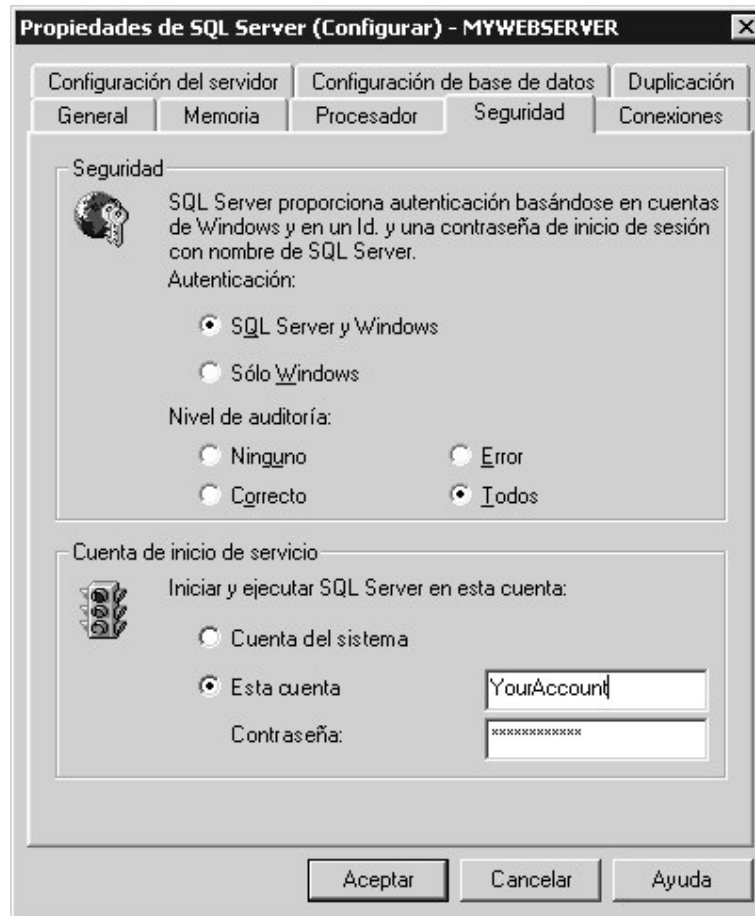 Propiedades de SQL Server (Configurar) - MYWEBSERVER
Configuración del servidor Configuración de base de datos Duplicación
General Memoria Procesador Seguridad Conexiones
Seguridad
SQL Server proporciona autenticación basándose en cuentas
de Windows y en un Id. y una contraseña de inicio de sesión
con nombre de SQL Server.
Autenticación:
SQL Server y Windows
Sólo Windows
Nivel de auditoría:
Ninguno Error
Correcto Todos
Cuenta de inicio de servicio
Iniciar y ejecutar SQL Server en esta cuenta:
Cuenta del sistema
Esta cuenta YourAccount
Contraseña: ************
Aceptar Cancelar Ayuda